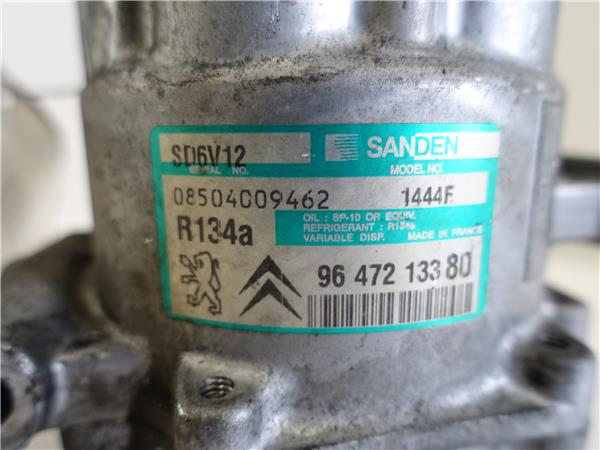 SD6V12 SANDEN
SERIAL NO. MODEL NO.
08504C09462 1444F
OIL : SP-10 OR EQUIV.
R134a REFRIGERANT : R134a
VARIABLE DISP. MADE IN FRANCE
96 472 133 80